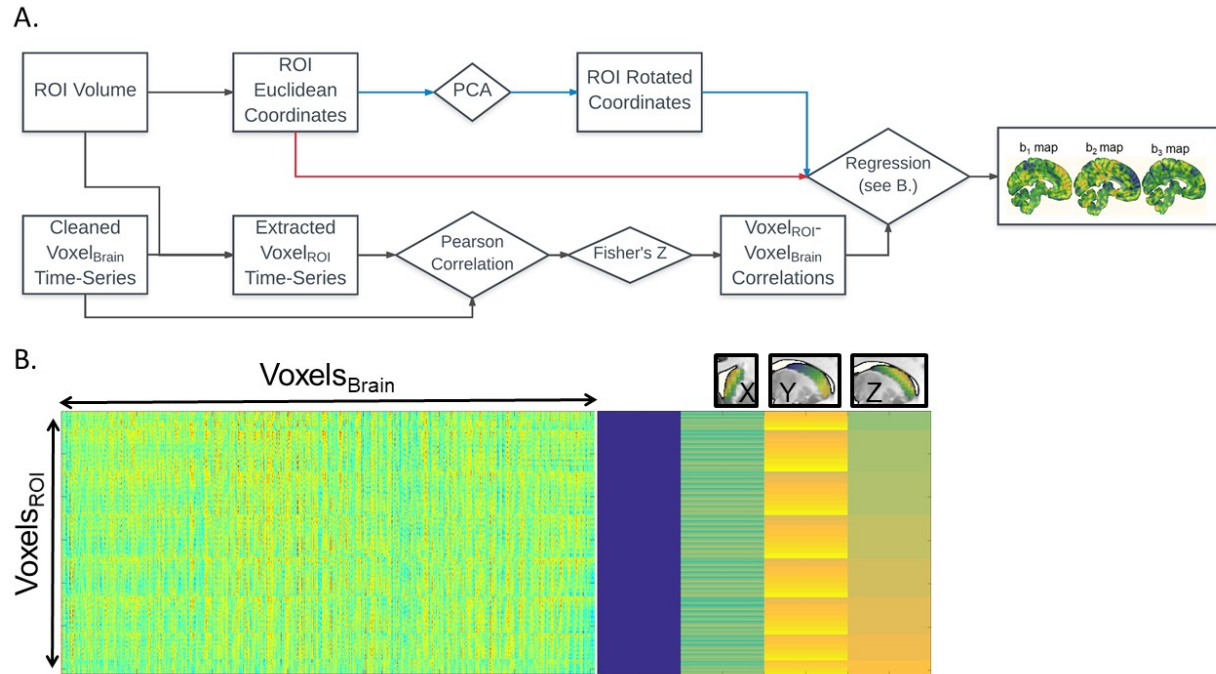 A.
ROI Volume
ROI
Euclidean
Coordinates
PCA
ROI Rotated
Coordinates
Regression
(see B.)
b1 map
b2 map
b3 map
Cleaned
VoxelBrain
Time-Series
Extracted
VoxelROI
Time-Series
Pearson
Correlation
Fisher's Z
VoxelROI-
VoxelBrain
Correlations
B.
VoxelsBrain
X
Y
Z
VoxelsROI